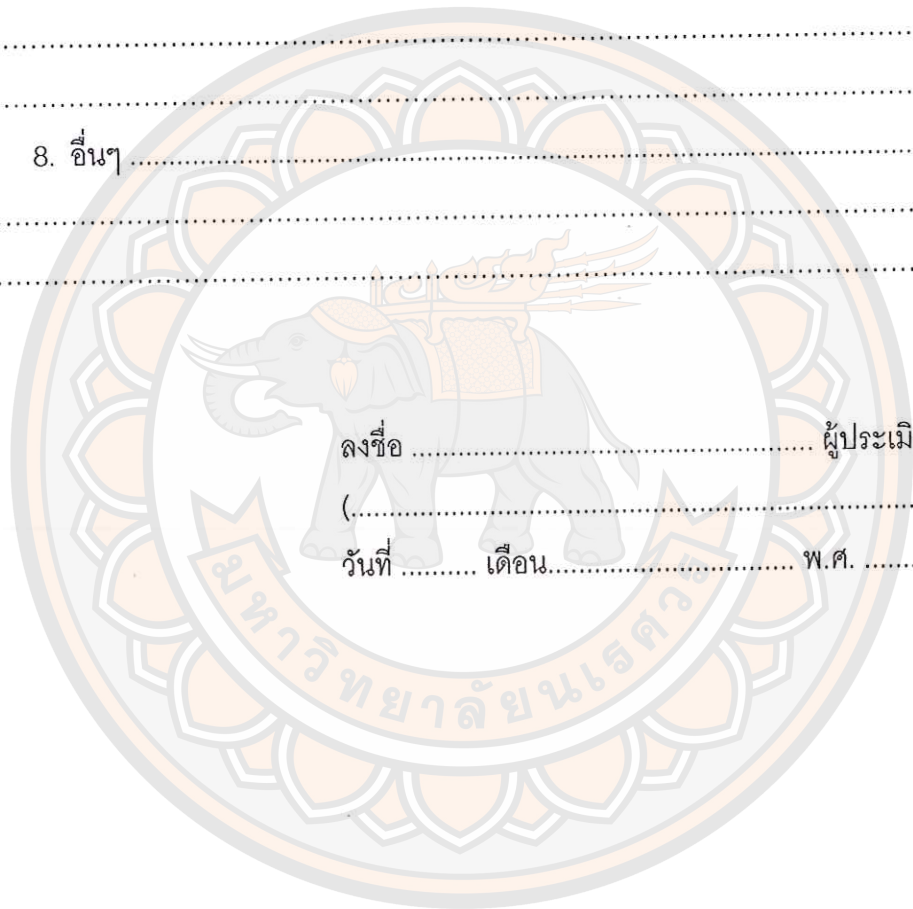 ................................................................................
................................................................................
8. อื่นๆ ................................................................................
................................................................................
................................................................................
ลงชื่อ .................................................. ผู้ประเมิ
(......................................................................
วันที่ .......... เดือน............................... พ.ศ. .......
มหาวิทยาลัยนเรศวร